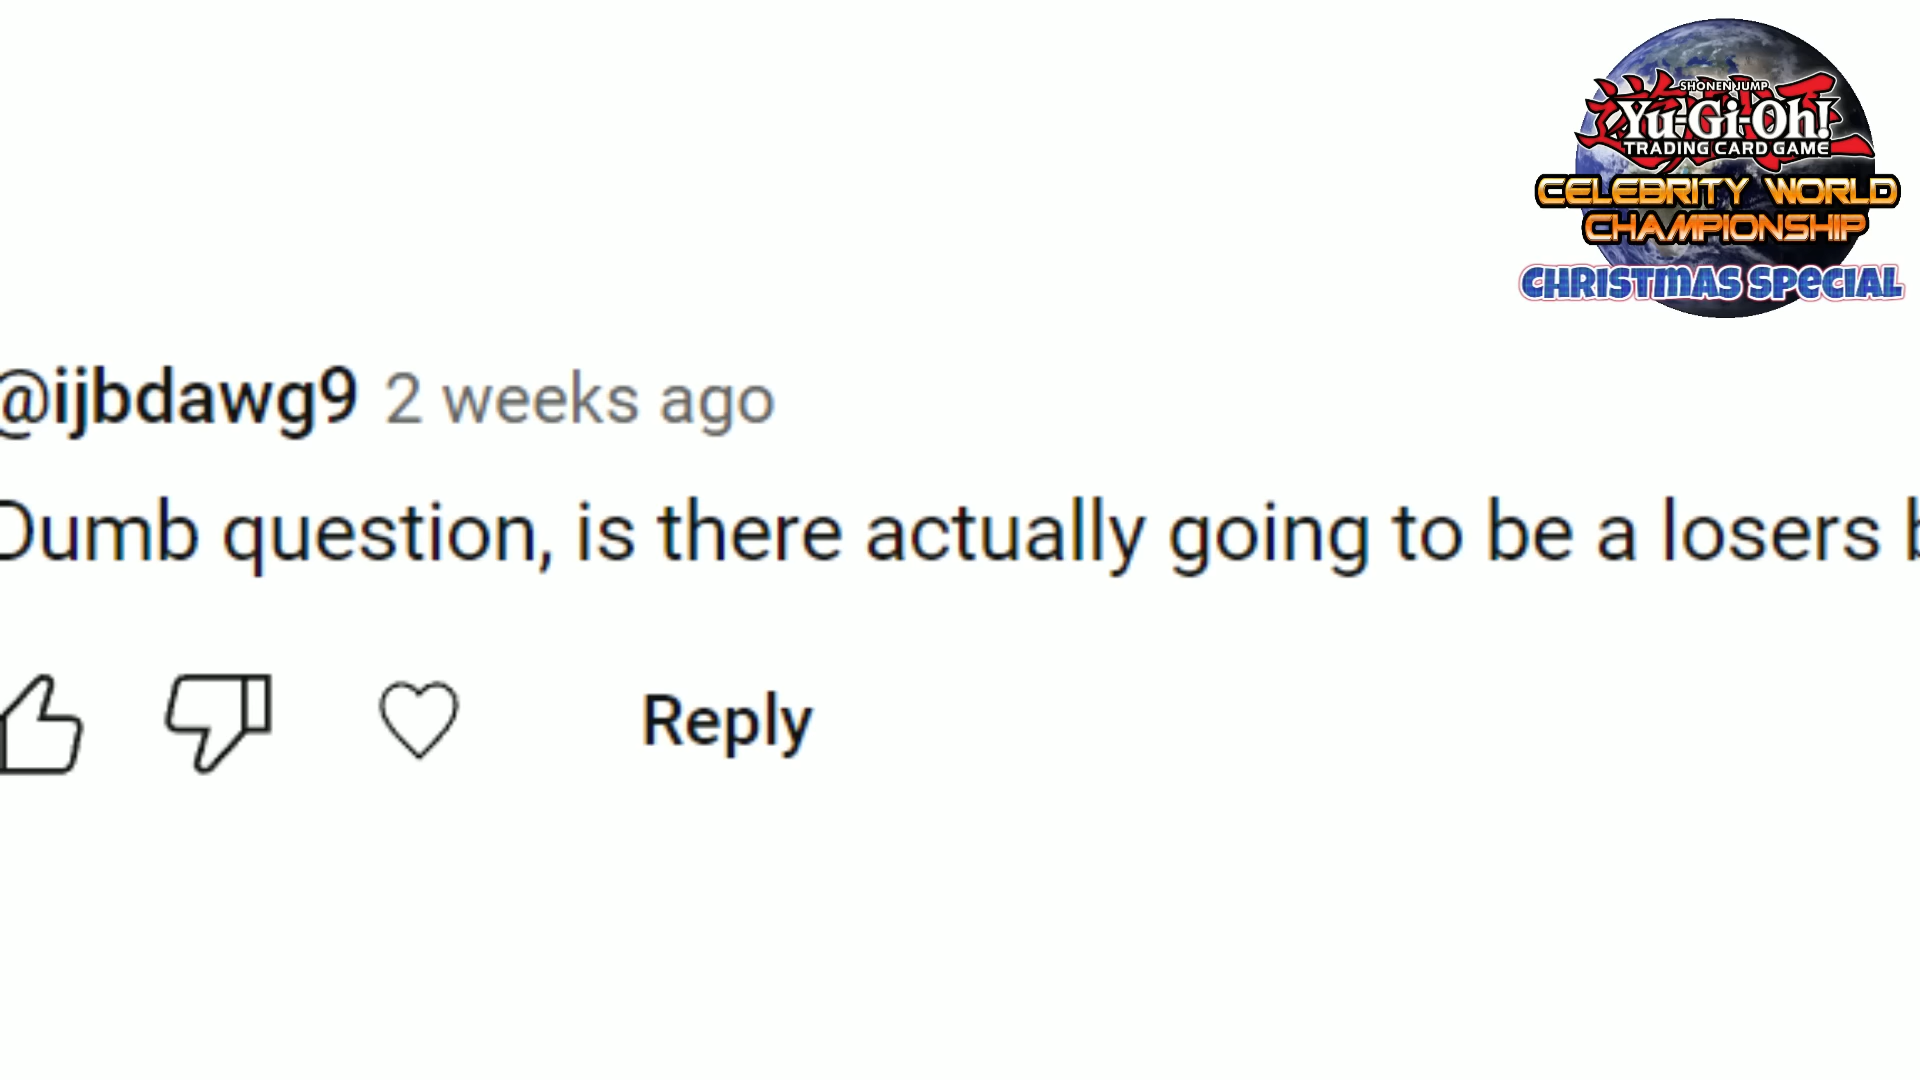 SHONEN JUMP
Yu-Gi-Oh!
TRADING CARD GAME
CELEBRITY WORLD
CHAMPIONSHIP
CHRISTMAS SPECIAL
@ijbdawg9 2 weeks ago
Dumb question, is there actually going to be a losers
Reply